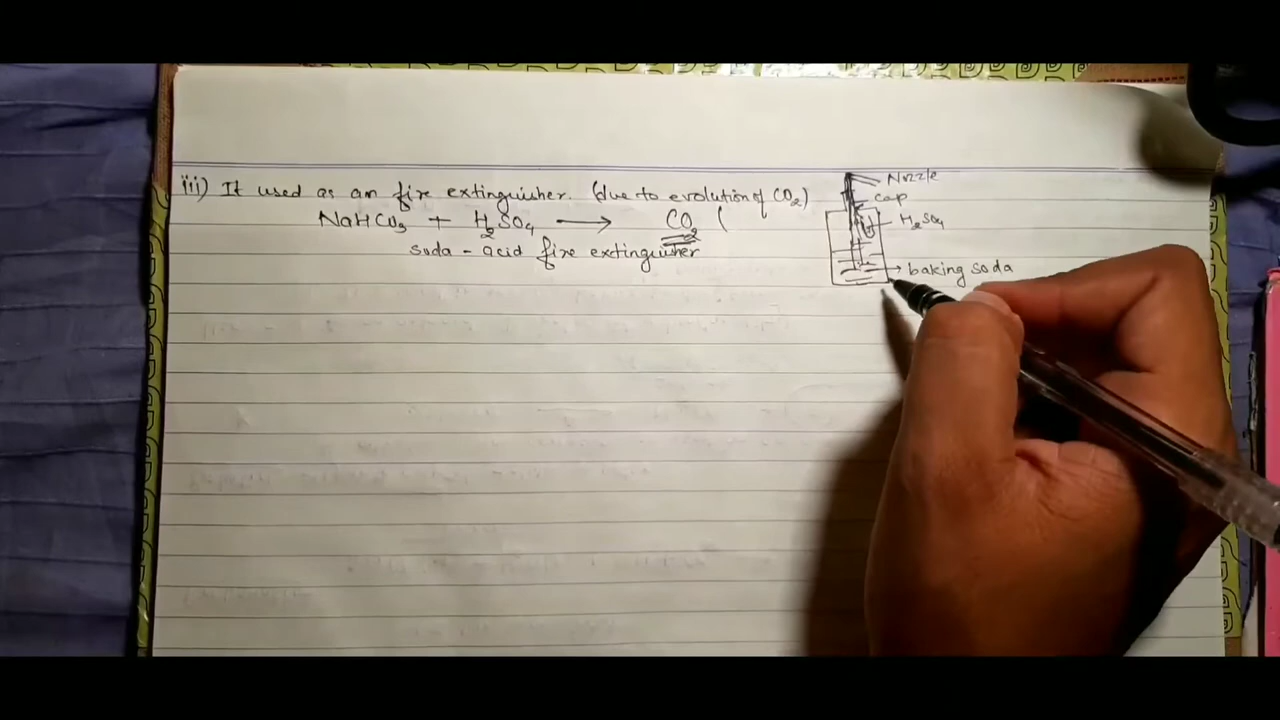 iii) It used as an fire extinguisher. (due to evolution of CO₂)
NaHCO₃ + H₂SO₄ ⟶ CO₂ (
soda - acid fire extinguisher
Nozzle
cap
H₂SO₄
baking soda